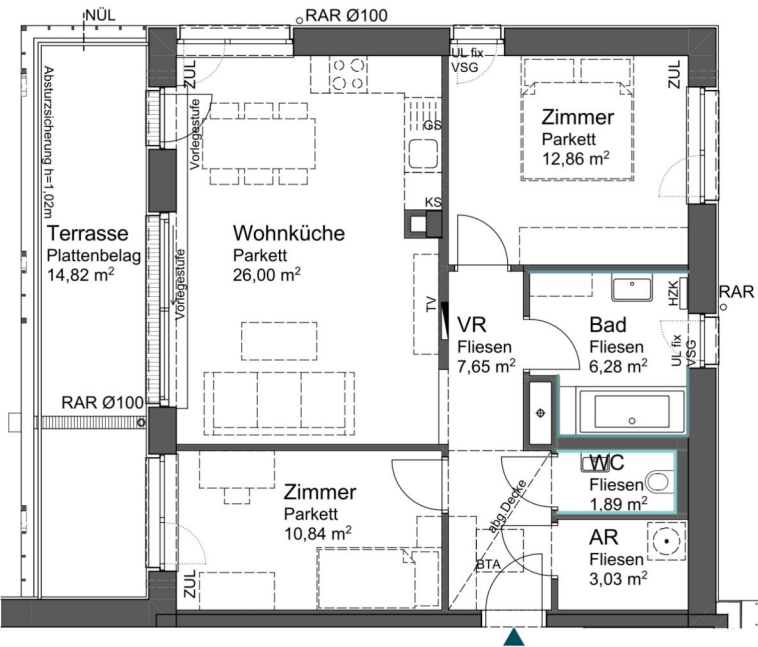 NÜL
RAR Ø100
UL fix
VSG
ZUL
ZUL
Absturzsicherung h=1,02m
Vorlegestufe
GS
Zimmer
Parkett
12,86 m²
KS
Terrasse
Plattenbelag
14,82 m²
Wohnküche
Parkett
26,00 m²
Vorlegestufe
TV
HZK
RAR
VR
Fliesen
7,65 m²
Bad
Fliesen
6,28 m²
UL fix
VSG
RAR Ø100
Zimmer
Parkett
10,84 m²
abg.Decke
WC
Fliesen
1,89 m²
AR
Fliesen
3,03 m²
BTA
ZUL